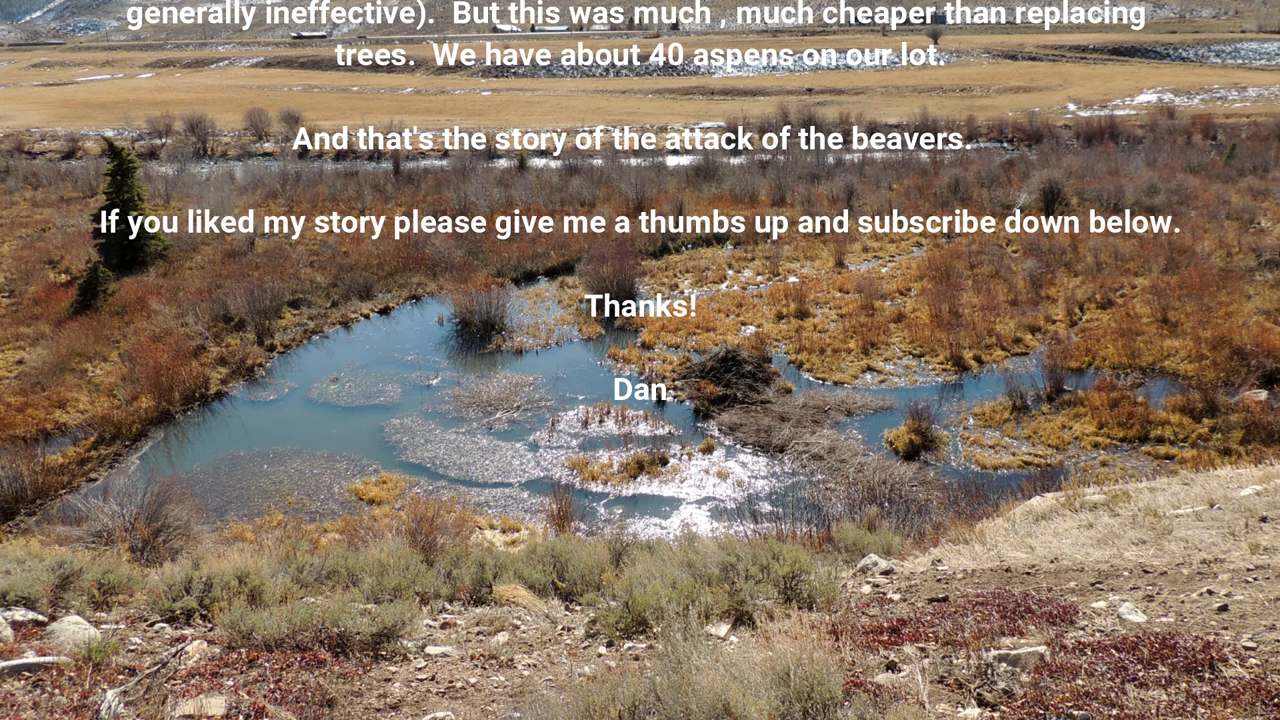 generally ineffective).  But this was much , much cheaper than replacing
trees.  We have about 40 aspens on our lot.
And that's the story of the attack of the beavers.
If you liked my story please give me a thumbs up and subscribe down below.
Thanks!
Dan.